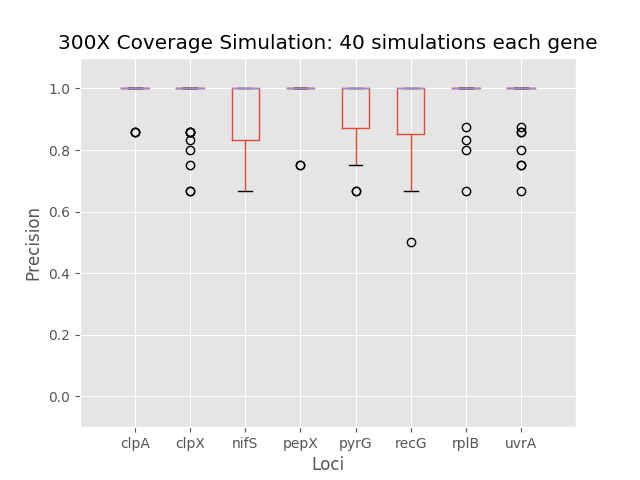 300X Coverage Simulation: 40 simulations each gene
Precision
1.0
0.8
0.6
0.4
0.2
0.0
clpA clpX nifS pepX pyrG recG rplB uvrA
Loci